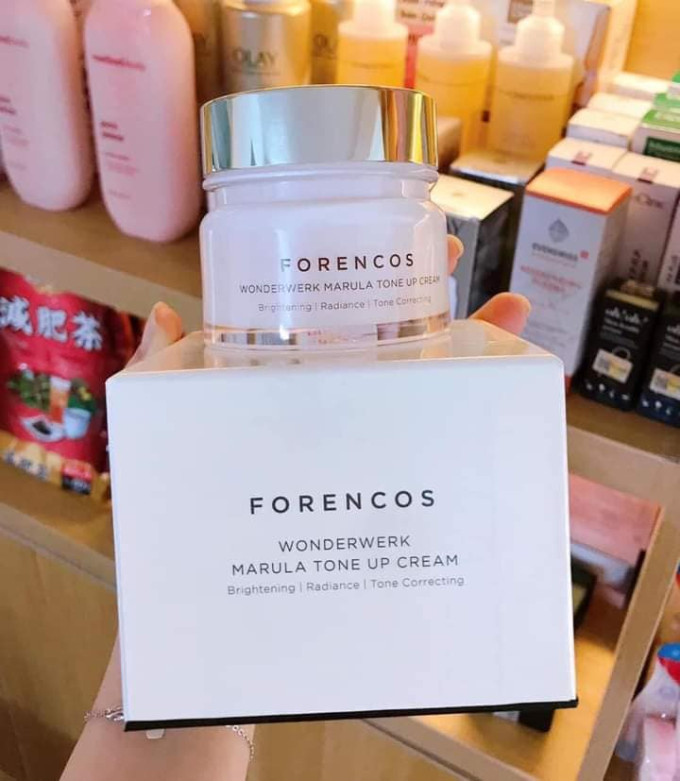 OLAY
FORENCOS
WONDERWERK MARULA TONE UP CREAM
Brightening | Radiance | Tone Correcting
減肥茶
FORENCOS
WONDERWERK
MARULA TONE UP CREAM
Brightening | Radiance | Tone Correcting